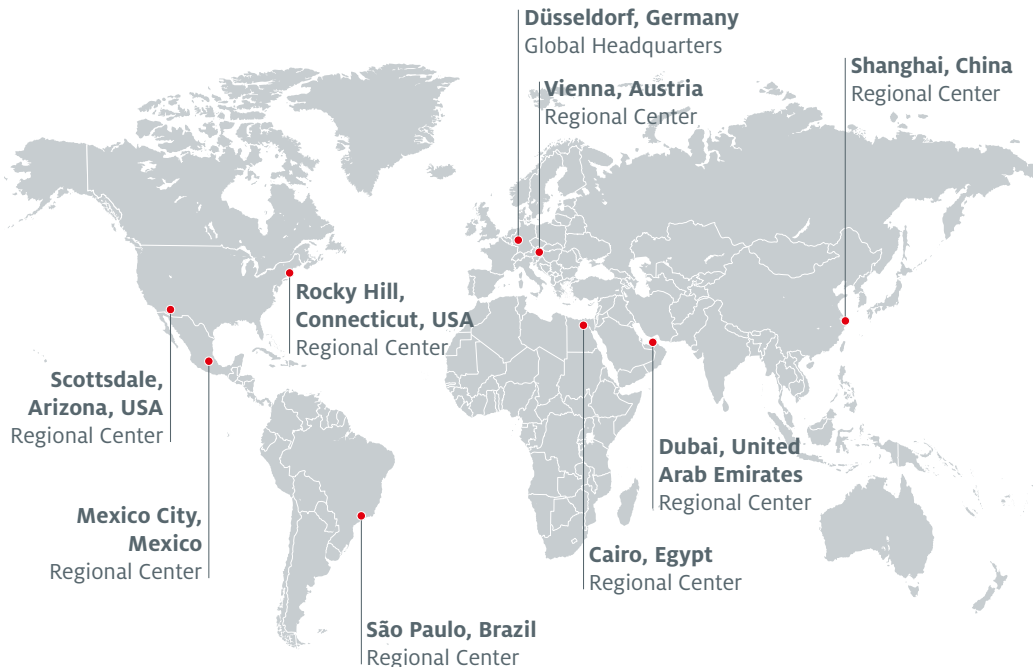 Düsseldorf, Germany
Global Headquarters
Vienna, Austria
Regional Center
Shanghai, China
Regional Center
Rocky Hill,
Connecticut, USA
Regional Center
Scottsdale,
Arizona, USA
Regional Center
Dubai, United
Arab Emirates
Regional Center
Mexico City,
Mexico
Regional Center
Cairo, Egypt
Regional Center
São Paulo, Brazil
Regional Center